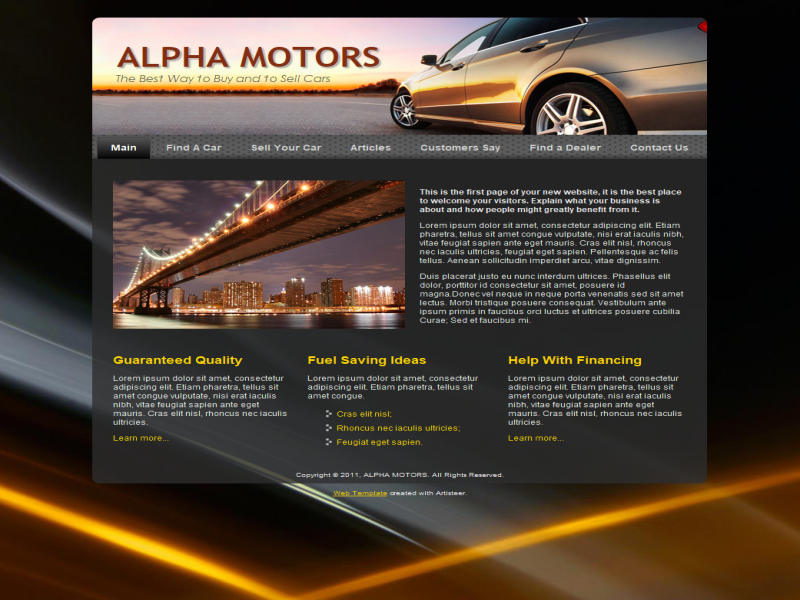 ALPHA MOTORS
The Best Way to Buy and to Sell Cars
Main Find A Car Sell Your Car Articles Customers Say Find a Dealer Contact Us
This is the first page of your new website, it is the best place
to welcome your visitors. Explain what your business is
about and how people might greatly benefit from it.
Lorem ipsum dolor sit amet, consectetur adipiscing elit. Etiam
pharetra, tellus sit amet congue vulputate, nisi erat iaculis nibh,
vitae feugiat sapien ante eget mauris. Cras elit nisl, rhoncus
nec iaculis ultricies, feugiat eget sapien. Pellentesque ac felis
tellus. Aenean sollicitudin imperdiet arcu, vitae dignissim.
Duis placerat justo eu nunc interdum ultrices. Phasellus elit
dolor, porttitor id consectetur sit amet, posuere id
magna.Donec vel neque in neque porta venenatis sed sit amet
lectus. Morbi tristique posuere consequat. Vestibulum ante
ipsum primis in faucibus orci luctus et ultrices posuere cubilia
Curae; Sed et faucibus mi.
Guaranteed Quality
Lorem ipsum dolor sit amet, consectetur
adipiscing elit. Etiam pharetra, tellus sit
amet congue vulputate, nisi erat iaculis
nibh, vitae feugiat sapien ante eget
mauris. Cras elit nisl, rhoncus nec iaculis
ultricies.
Learn more...
Fuel Saving Ideas
Lorem ipsum dolor sit amet, consectetur
adipiscing elit. Etiam pharetra, tellus sit
amet congue.
Cras elit nisl;
Rhoncus nec iaculis ultricies;
Feugiat eget sapien.
Help With Financing
Lorem ipsum dolor sit amet, consectetur
adipiscing elit. Etiam pharetra, tellus sit
amet congue vulputate, nisi erat iaculis
nibh, vitae feugiat sapien ante eget
mauris. Cras elit nisl, rhoncus nec iaculis
ultricies.
Learn more...
Copyright © 2011, ALPHA MOTORS. All Rights Reserved.
Web Template created with Artisteer.